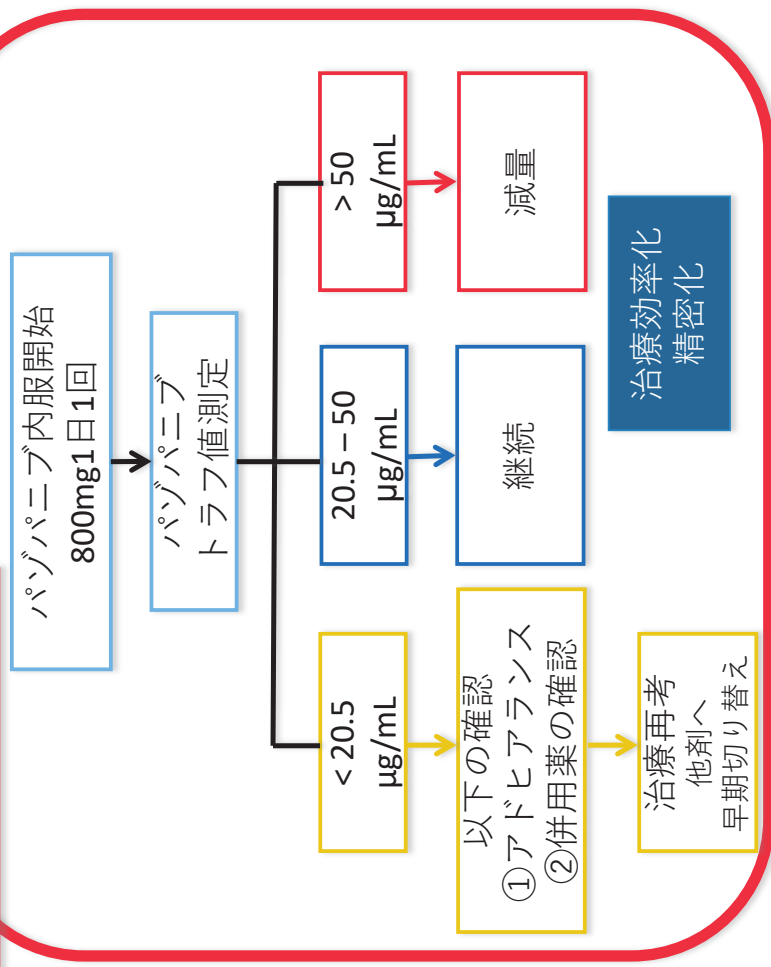 パゾパニブ内服開始
800mg1日1回
パゾパニブ
トラフ値測定
< 20.5
µg/mL
20.5 – 50
µg/mL
> 50
µg/mL
以下の確認
①アドヒアランス
②併用薬の確認
継続
減量
治療再考
他剤へ
早期切り替え
治療効率化
精密化